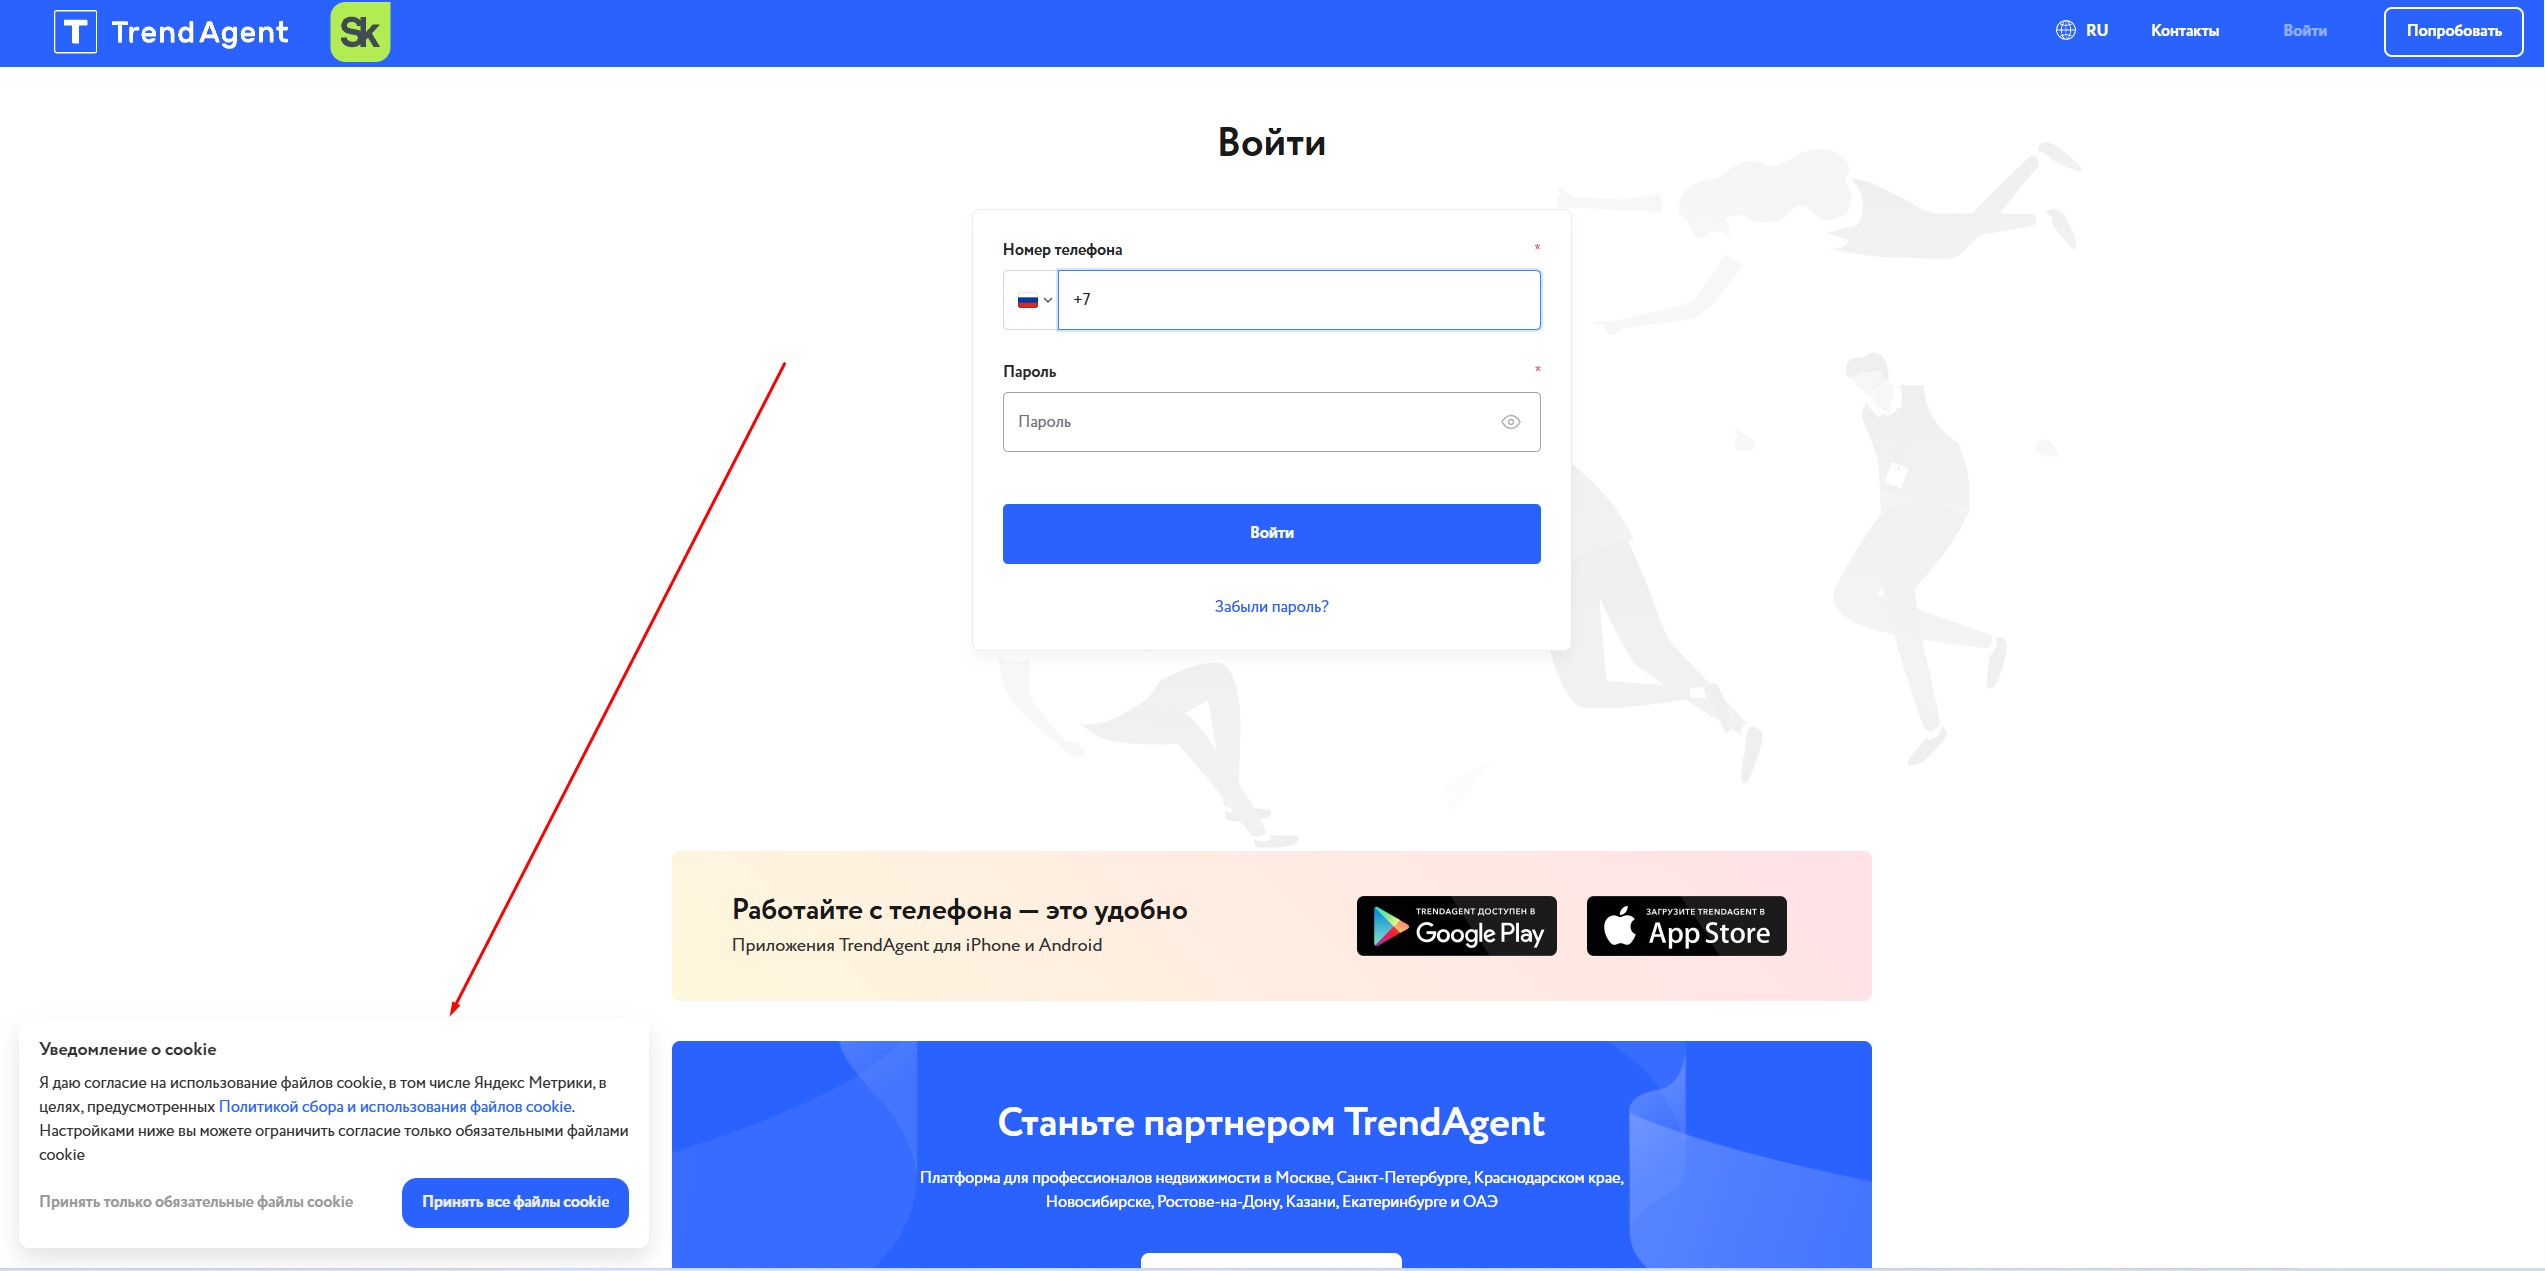 T TrendAgent
Sk
RU
Контакты
Войти
Попробовать
Войти
Номер телефона *
+7
Пароль *
Пароль
Войти
Забыли пароль?
Работайте с телефона — это удобно
Приложения TrendAgent для iPhone и Android
TRENDAGENT ДОСТУПЕН В
Google Play
ЗАГРУЗИТЕ TRENDAGENT В
App Store
Уведомление о cookie
Я даю согласие на использование файлов cookie, в том числе Яндекс Метрики, в
целях, предусмотренных Политикой сбора и использования файлов cookie.
Настройками ниже вы можете ограничить согласие только обязательными файлами
cookie
Принять только обязательные файлы cookie
Принять все файлы cookie
Станьте партнером TrendAgent
Платформа для профессионалов недвижимости в Москве, Санкт-Петербурге, Краснодарском крае,
Новосибирске, Ростове-на-Дону, Казани, Екатеринбурге и ОАЭ